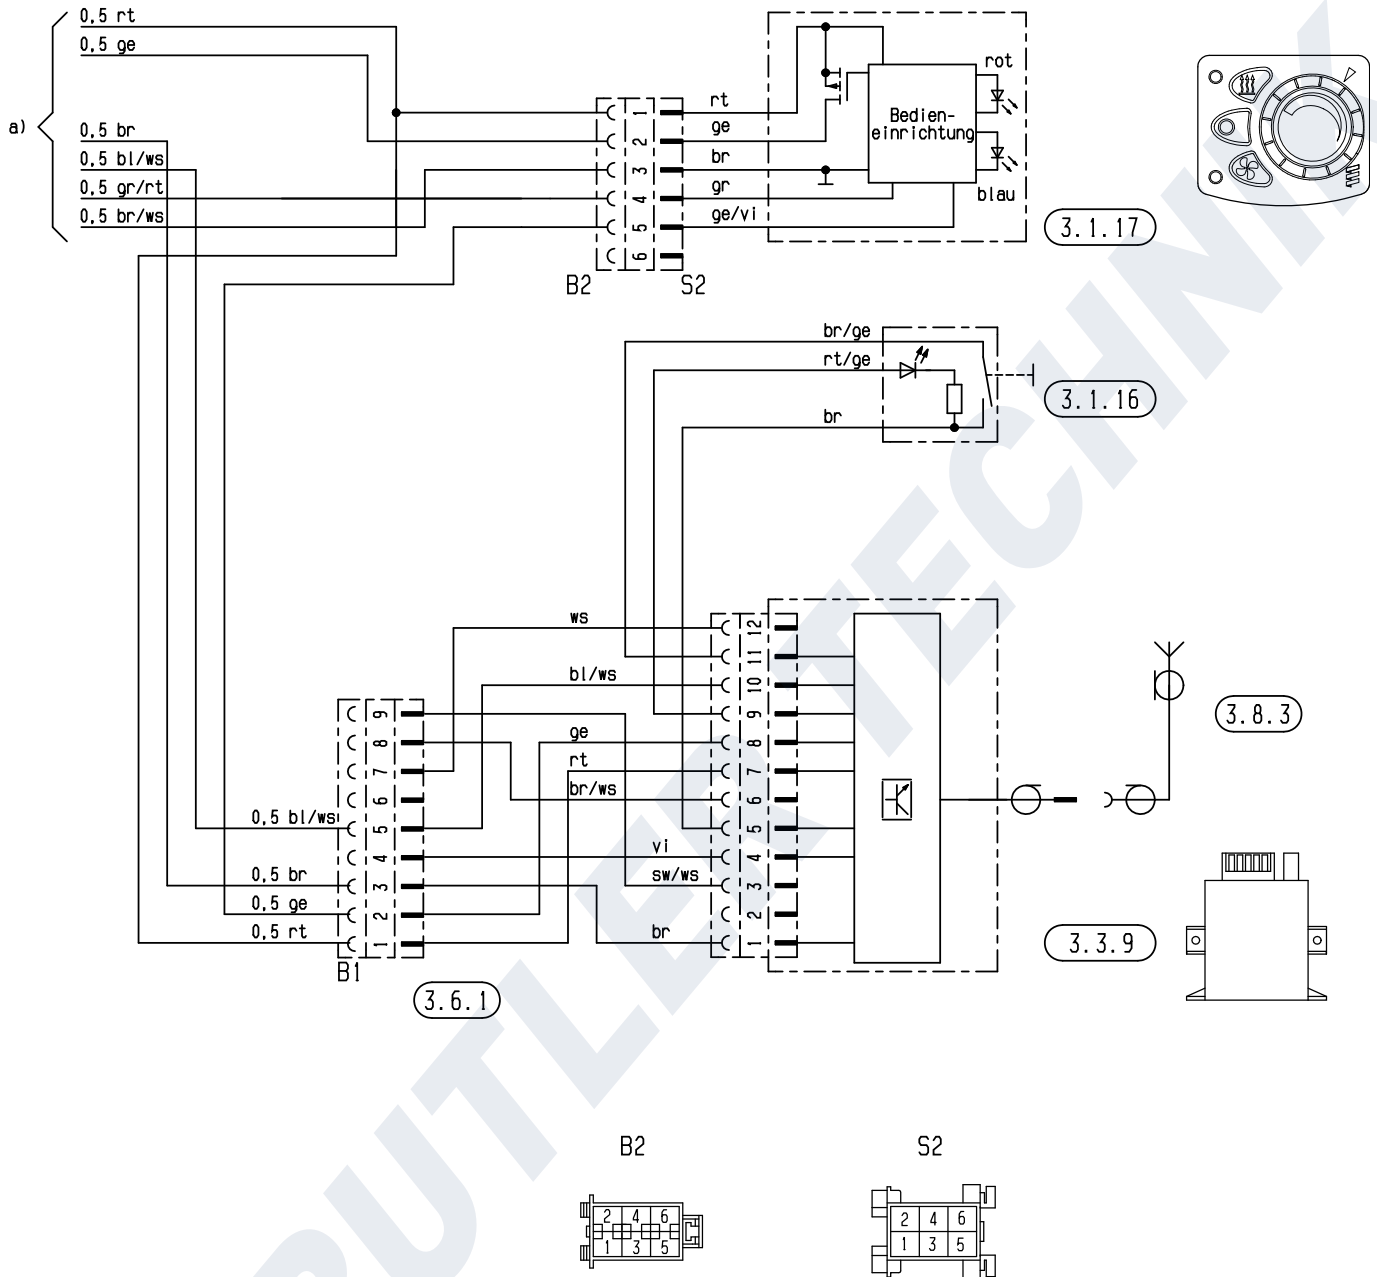 0,5 rt
0,5 ge
a)
0,5 br
0,5 bl/ws
0,5 gr/rt
0,5 br/ws
1
2
3
4
5
6
B2
S2
rt
ge
br
gr
ge/vi
Bedien-
einrichtung
rot
blau
3.1.17
br/ge
rt/ge
br
3.1.16
ws
bl/ws
ge
rt
br/ws
vi
sw/ws
br
12
11
10
9
8
7
6
5
4
3
2
1
9
8
7
6
5
4
3
2
1
0,5 bl/ws
0,5 br
0,5 ge
0,5 rt
B1
3.6.1
3.8.3
3.3.9
B2
S2
2 4 6
1 3 5
2 4 6
1 3 5
BUTLER TECHNIK